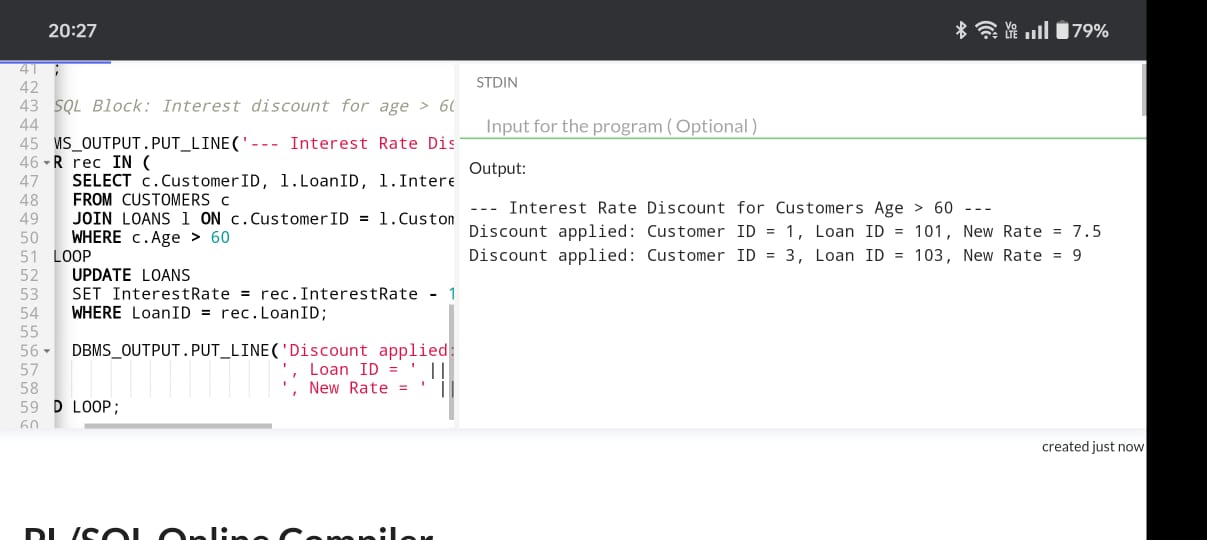 20:27
Vo LTE 79%
41 ;
42
43 SQL Block: Interest discount for age > 60
44
45 MS_OUTPUT.PUT_LINE('--- Interest Rate Dis
46 R rec IN (
47 SELECT c.CustomerID, l.LoanID, l.Intere
48 FROM CUSTOMERS c
49 JOIN LOANS l ON c.CustomerID = l.Custom
50 WHERE c.Age > 60
51 LOOP
52 UPDATE LOANS
53 SET InterestRate = rec.InterestRate - 1
54 WHERE LoanID = rec.LoanID;
55
56 DBMS_OUTPUT.PUT_LINE('Discount applied:
57 ', Loan ID = ' ||
58 ', New Rate = ' ||
59 D LOOP;
60
STDIN
Input for the program ( Optional )
Output:
--- Interest Rate Discount for Customers Age > 60 ---
Discount applied: Customer ID = 1, Loan ID = 101, New Rate = 7.5
Discount applied: Customer ID = 3, Loan ID = 103, New Rate = 9
created just now
PL/SQL Online Compiler